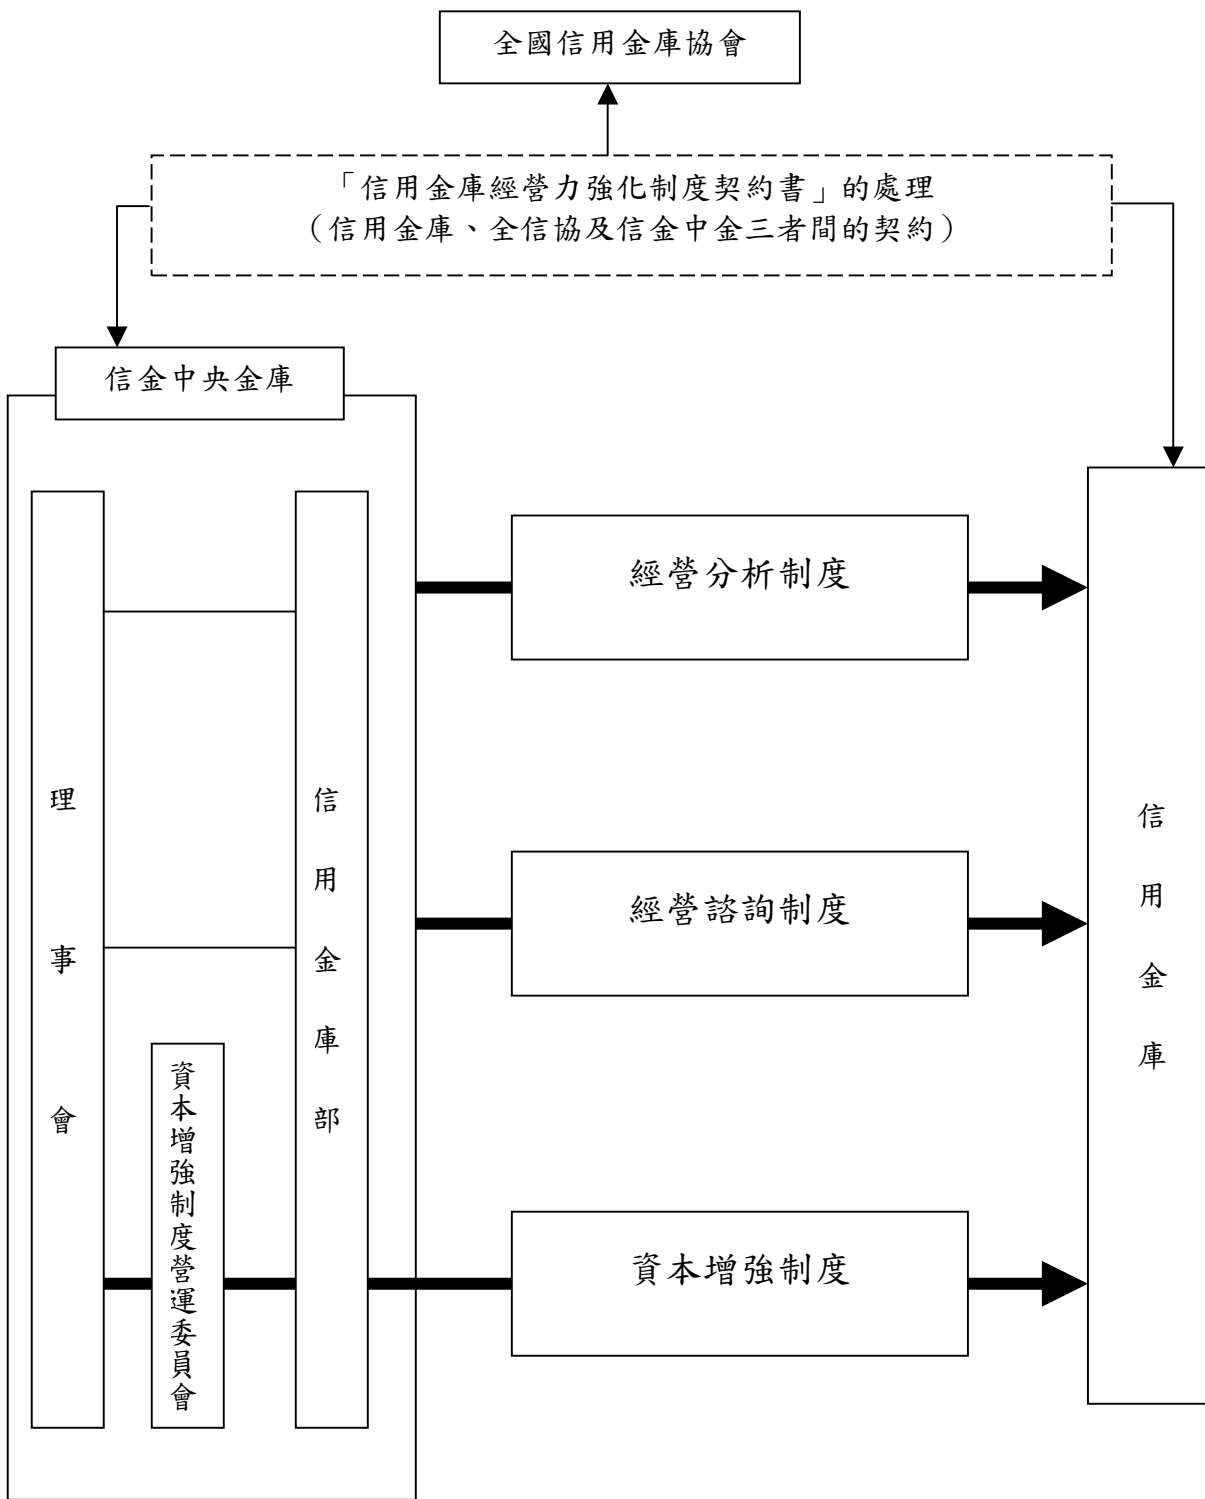 全國信用金庫協會
「信用金庫經營力強化制度契約書」的處理
（信用金庫、全信協及信金中金三者間的契約）
信金中央金庫
理事會
資本增強制度營運委員會
信用金庫部
經營分析制度
經營諮詢制度
資本增強制度
信用金庫